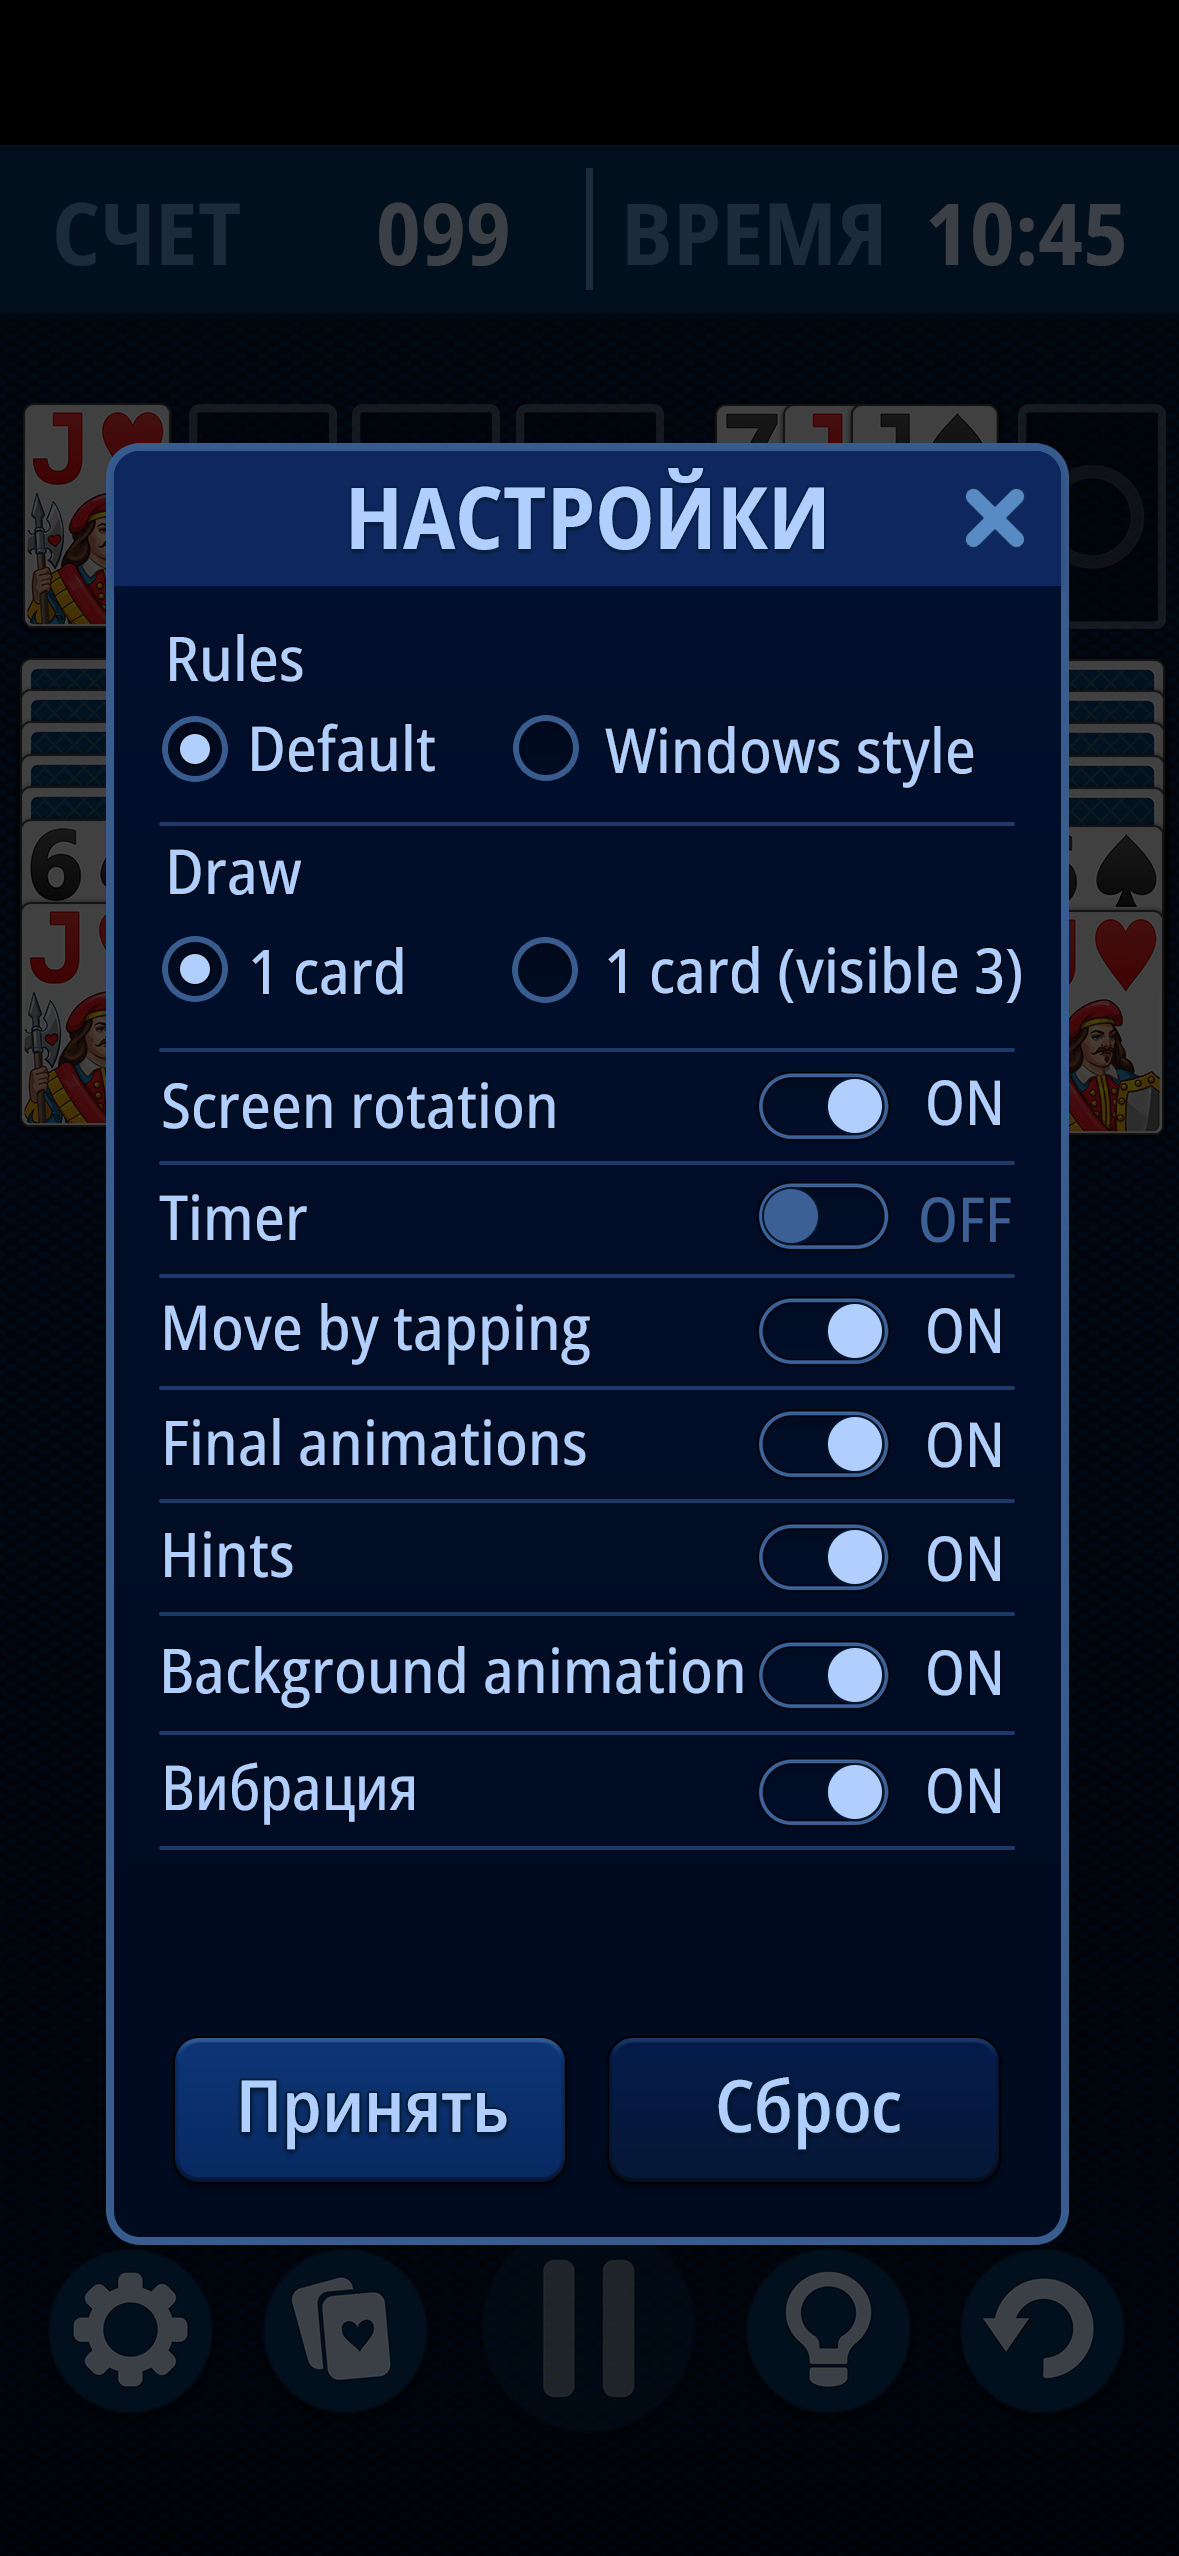 СЧЕТ 099 ВРЕМЯ 10:45
J 7 J J
НАСТРОЙКИ
Rules
Default Windows style
Draw
1 card 1 card (visible 3)
Screen rotation ON
Timer OFF
Move by tapping ON
Final animations ON
Hints ON
Background animation ON
Вибрация ON
6
J
Принять Сброс